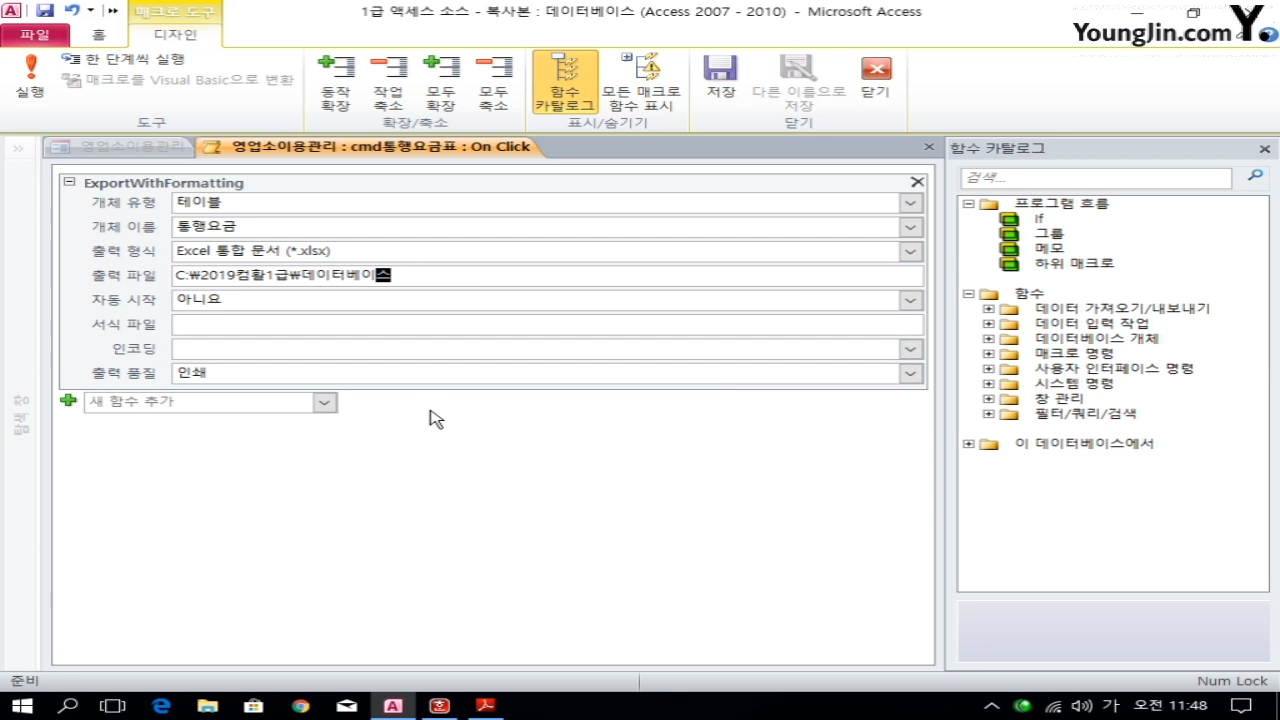 매크로 도구
1급 액세스 소스 - 복사본 : 데이터베이스 (Access 2007 - 2010) - Microsoft Access
YoungJin.com Y
파일 홈 디자인
실행
한 단계씩 실행
매크로를 Visual Basic으로 변환
도구
동작 확장
작업 축소
모두 확장
모두 축소
확장/축소
함수 카탈로그
모든 매크로 함수 표시
표시/숨기기
저장
다른 이름으로 저장
닫기
닫기
영업소이용관리
영업소이용관리 : cmd통행요금표 : On Click
ExportWithFormatting
개체 유형 테이블
개체 이름 통행요금
출력 형식 Excel 통합 문서 (*.xlsx)
출력 파일 C:₩2019컴활1급₩데이터베이스
자동 시작 아니요
서식 파일
인코딩
출력 품질 인쇄
새 함수 추가
탐색 창
함수 카탈로그
검색...
프로그램 흐름
If
그룹
메모
하위 매크로
함수
데이터 가져오기/내보내기
데이터 입력 작업
데이터베이스 개체
매크로 명령
사용자 인터페이스 명령
시스템 명령
창 관리
필터/쿼리/검색
이 데이터베이스에서
준비
Num Lock
가 오전 11:48